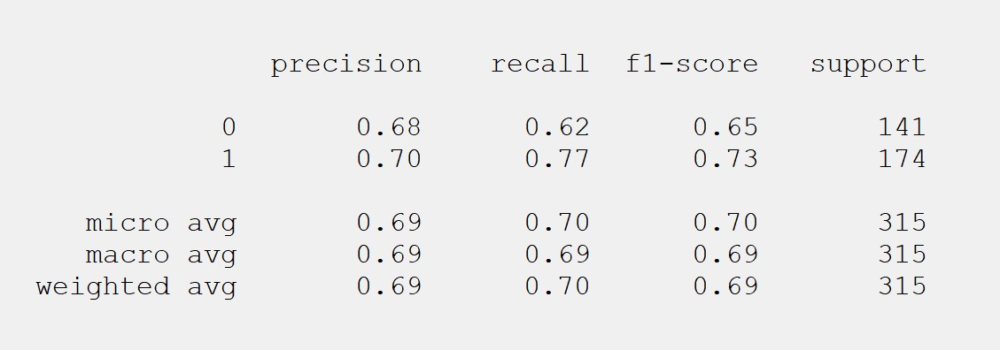 precision recall f1-score support
0 0.68 0.62 0.65 141
1 0.70 0.77 0.73 174
micro avg 0.69 0.70 0.70 315
macro avg 0.69 0.69 0.69 315
weighted avg 0.69 0.70 0.69 315